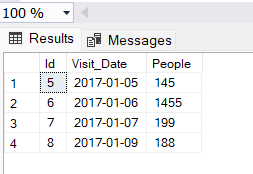 100 %
Results Messages
Id Visit_Date People
1 5 2017-01-05 145
2 6 2017-01-06 1455
3 7 2017-01-07 199
4 8 2017-01-09 188